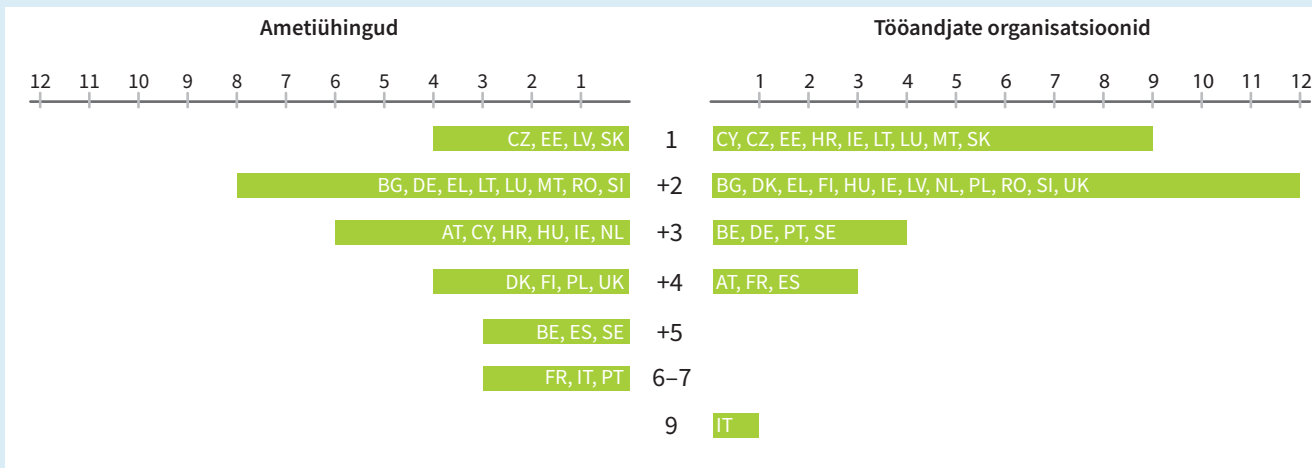 Ametiühingud Tööandjate organisatsioonid
12 11 10 9 8 7 6 5 4 3 2 1 1 2 3 4 5 6 7 8 9 10 11 12
CZ, EE, LV, SK 1 CY, CZ, EE, HR, IE, LT, LU, MT, SK
BG, DE, EL, LT, LU, MT, RO, SI +2 BG, DK, EL, FI, HU, IE, LV, NL, PL, RO, SI, UK
AT, CY, HR, HU, IE, NL +3 BE, DE, PT, SE
DK, FI, PL, UK +4 AT, FR, ES
BE, ES, SE +5
FR, IT, PT 6–7
9 IT